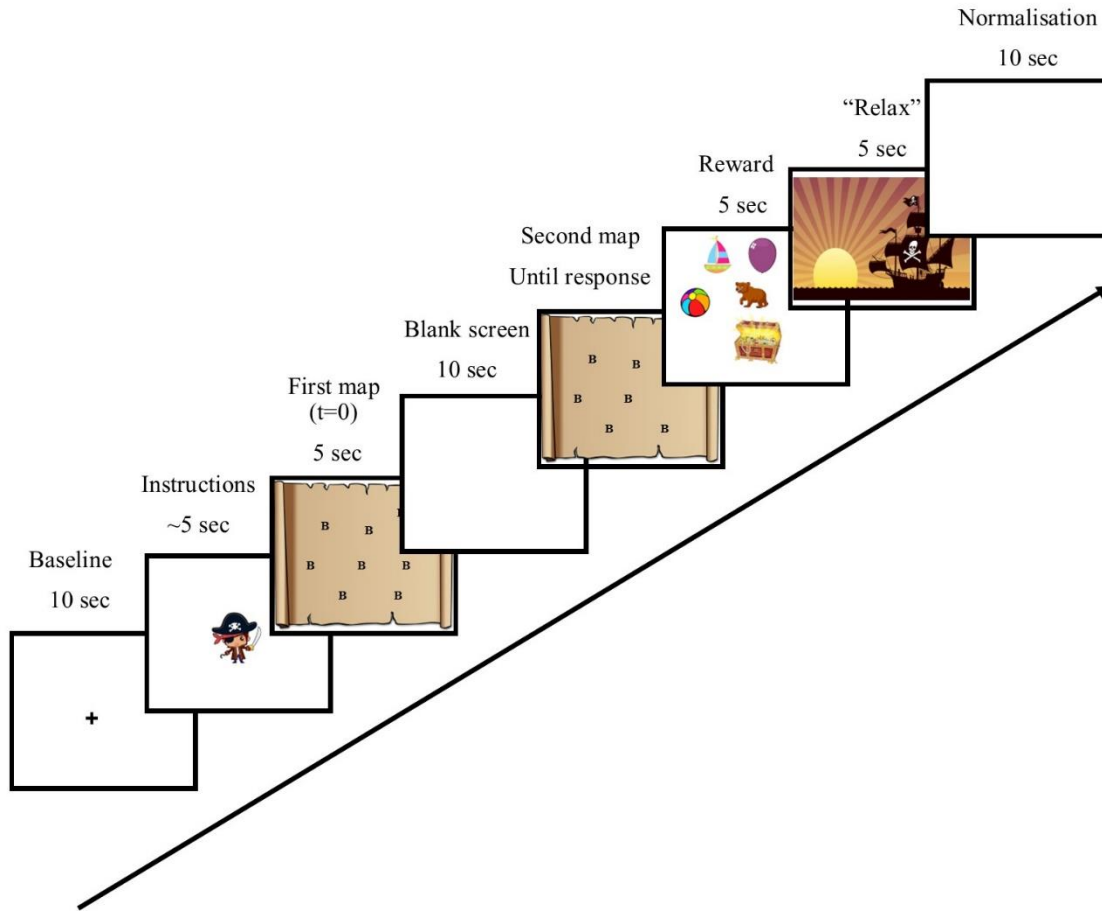 Baseline
10 sec
+
Instructions
~5 sec
First map
(t=0)
5 sec
B B B
B B B
B B
Blank screen
10 sec
Second map
Until response
B B
B B
B B
Reward
5 sec
“Relax”
5 sec
Normalisation
10 sec